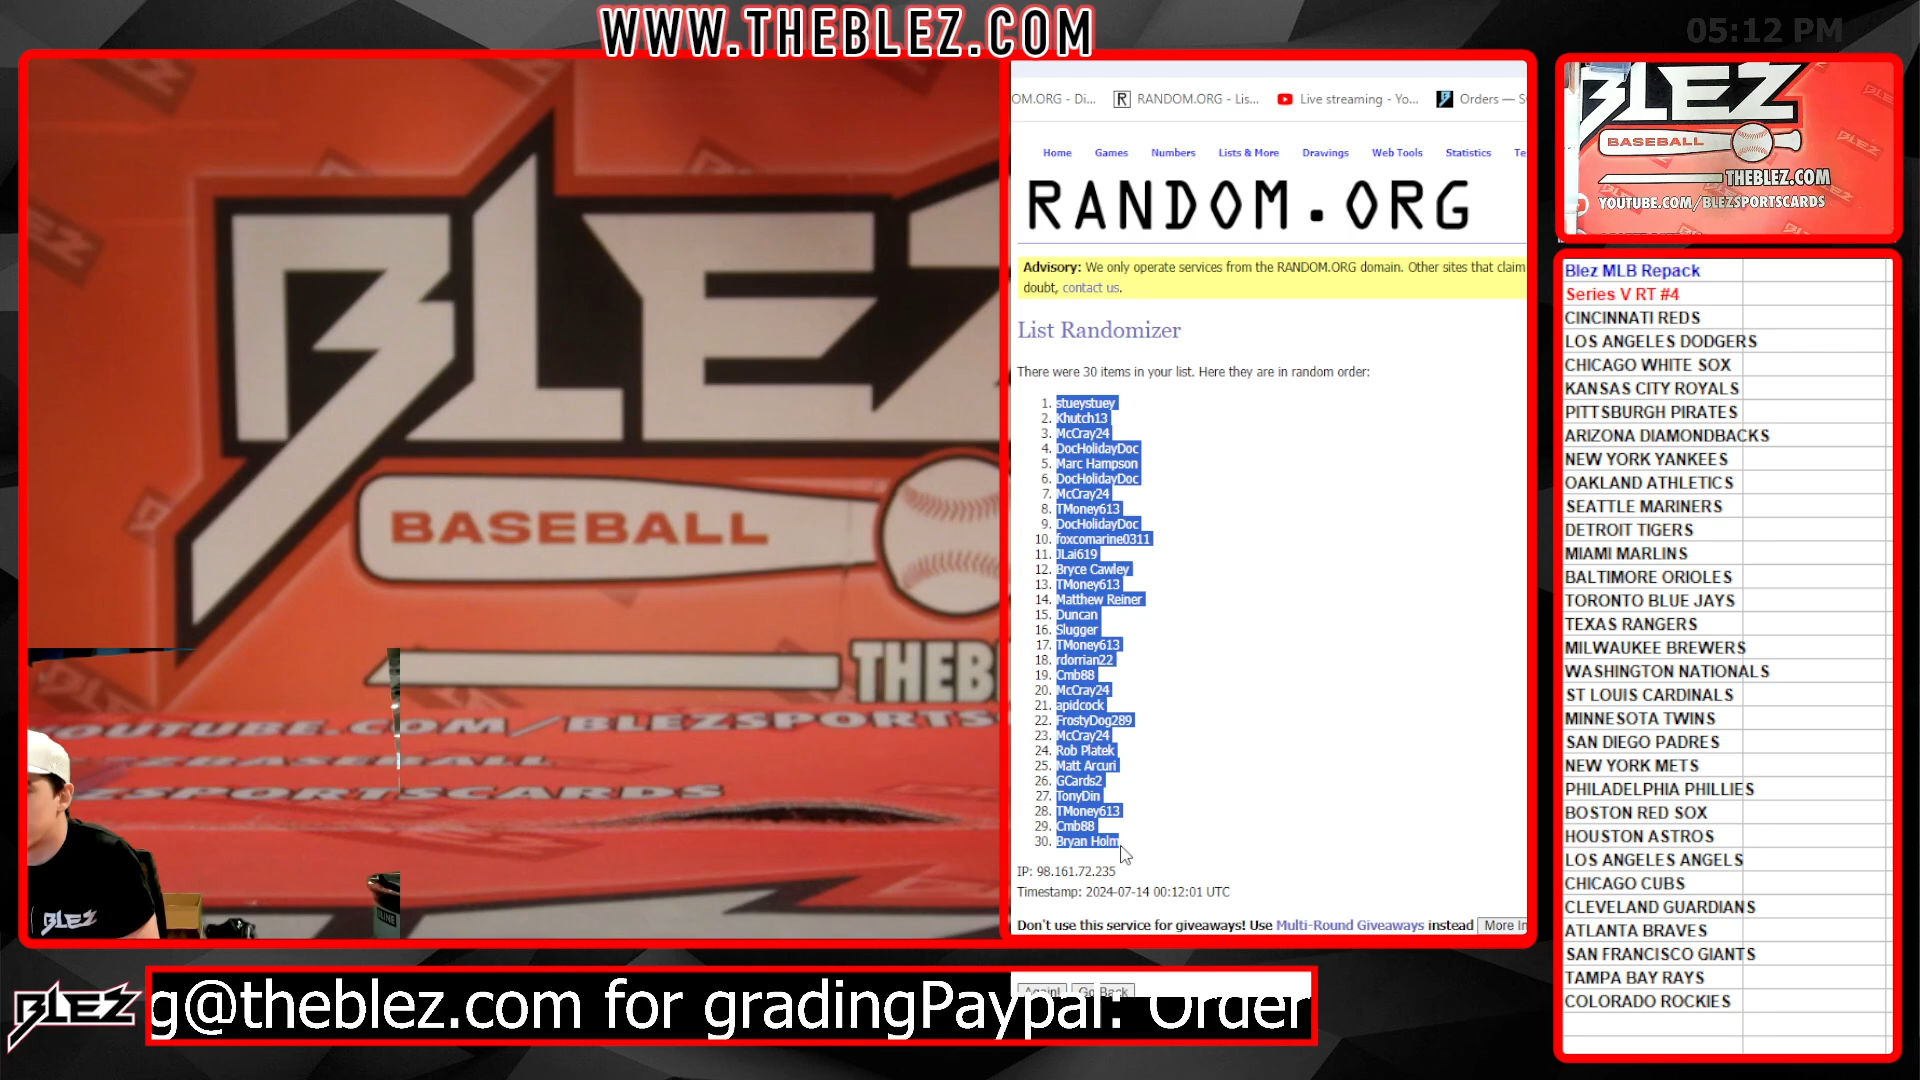 WWW.THEBLEZ.COM
05:12 PM
BLEZ
BASEBALL
THEB
YOUTUBE.COM/BLEZSPORTS
BLEZ
OM.ORG - Di...
RANDOM.ORG - Lis...
Live streaming - Yo...
Orders — S
Home Games Numbers Lists & More Drawings Web Tools Statistics Te
RANDOM.ORG
Advisory: We only operate services from the RANDOM.ORG domain. Other sites that claim
doubt, contact us.
List Randomizer
There were 30 items in your list. Here they are in random order:
1. stueystuey
2. Khutch13
3. McCray24
4. DocHolidayDoc
5. Marc Hampson
6. DocHolidayDoc
7. McCray24
8. TMoney613
9. DocHolidayDoc
10. foxcomarine0311
11. JLai619
12. Bryce Cawley
13. TMoney613
14. Matthew Reiner
15. Duncan
16. Slugger
17. TMoney613
18. rdorrian22
19. Cmb88
20. McCray24
21. apidcock
22. FrostyDog289
23. McCray24
24. Rob Platek
25. Matt Arcuri
26. GCards2
27. TonyDin
28. TMoney613
29. Cmb88
30. Bryan Holm
IP: 98.161.72.235
Timestamp: 2024-07-14 00:12:01 UTC
Don't use this service for giveaways! Use Multi-Round Giveaways instead More In
Again! Go Back
BLEZ
BASEBALL
THEBLEZ.COM
YOUTUBE.COM/BLEZSPORTSCARDS
Blez MLB Repack
Series V RT #4
CINCINNATI REDS
LOS ANGELES DODGERS
CHICAGO WHITE SOX
KANSAS CITY ROYALS
PITTSBURGH PIRATES
ARIZONA DIAMONDBACKS
NEW YORK YANKEES
OAKLAND ATHLETICS
SEATTLE MARINERS
DETROIT TIGERS
MIAMI MARLINS
BALTIMORE ORIOLES
TORONTO BLUE JAYS
TEXAS RANGERS
MILWAUKEE BREWERS
WASHINGTON NATIONALS
ST LOUIS CARDINALS
MINNESOTA TWINS
SAN DIEGO PADRES
NEW YORK METS
PHILADELPHIA PHILLIES
BOSTON RED SOX
HOUSTON ASTROS
LOS ANGELES ANGELS
CHICAGO CUBS
CLEVELAND GUARDIANS
ATLANTA BRAVES
SAN FRANCISCO GIANTS
TAMPA BAY RAYS
COLORADO ROCKIES
BLEZ
g@theblez.com for gradingPaypal: Order